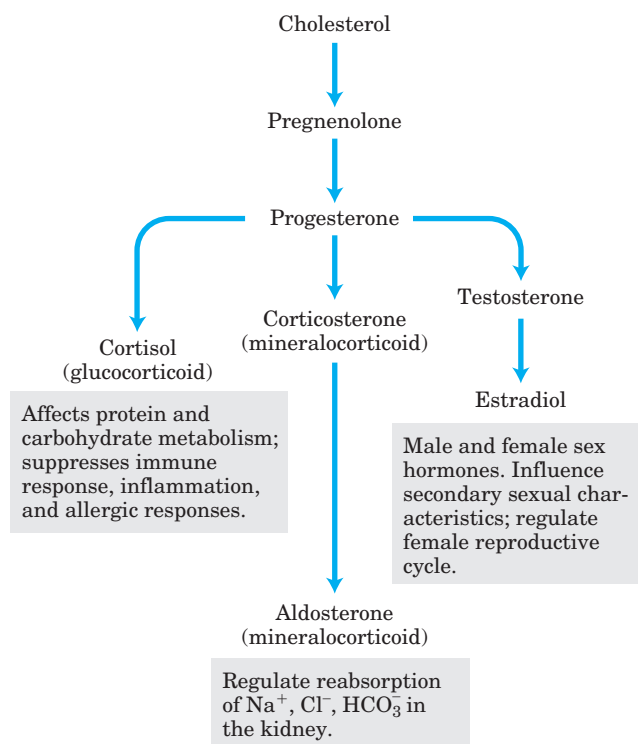 Cholesterol
Pregnenolone
Progesterone
Cortisol
(glucocorticoid)
Affects protein and
carbohydrate metabolism;
suppresses immune
response, inflammation,
and allergic responses.
Corticosterone
(mineralocorticoid)
Aldosterone
(mineralocorticoid)
Regulate reabsorption
of Na⁺, Cl⁻, HCO₃⁻ in
the kidney.
Testosterone
Estradiol
Male and female sex
hormones. Influence
secondary sexual char-
acteristics; regulate
female reproductive
cycle.